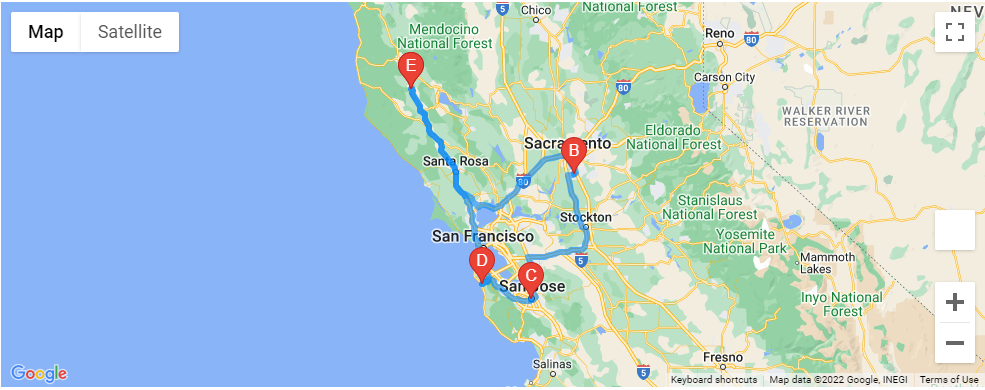 Map
Satellite
Mendocino
National Forest
Chico
National Forest
NEV
5
80
Reno
Carson City
80
E
WALKER RIVER
RESERVATION
Eldorado
National Forest
Sacramento
B
Santa Rosa
80
Stanislaus
National Forest
Stockton
Yosemite
National Park
San Francisco
5
Mammoth
Lakes
D
C
San Jose
Inyo National
Forest
Salinas
Fresno
5
Google
Keyboard shortcuts
Map data ©2022 Google, INEGI
Terms of Use